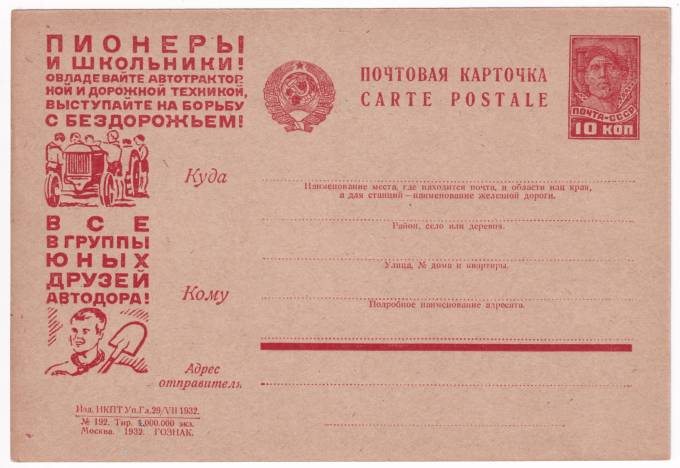 ПИОНЕРЫ
И ШКОЛЬНИКИ!
ОВЛАДЕВАЙТЕ АВТОТРАКТОР
НОЙ И ДОРОЖНОЙ ТЕХНИКОЙ,
ВЫСТУПАЙТЕ НА БОРЬБУ
С БЕЗДОРОЖЬЕМ!
ВСЕ
В ГРУППЫ
ЮНЫХ
ДРУЗЕЙ
АВТОДОРА!
ПОЧТОВАЯ КАРТОЧКА
CARTE POSTALE
ПОЧТА·СССР
10 КОП
Куда
Наименование места, где находится почта, и области или края,
а для станций—наименование железной дороги.
Район, село или деревня.
Улица, № дома и квартиры.
Кому
Подробное наименование адресата.
Адрес
отправитель
Изд. НКПТ Уп. Гл. 29/VII 1932.
№ 192. Тир. 4,000.000 экз.
Москва. 1932. ГОЗНАК.